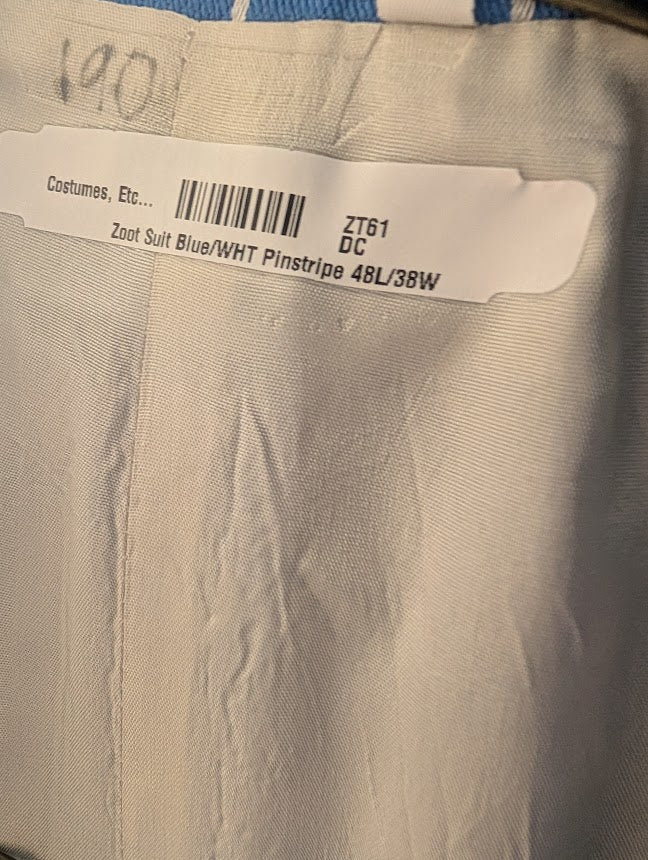 190
Costumes, Etc...
ZT61
DC
Zoot Suit Blue/WHT Pinstripe 48L/38W